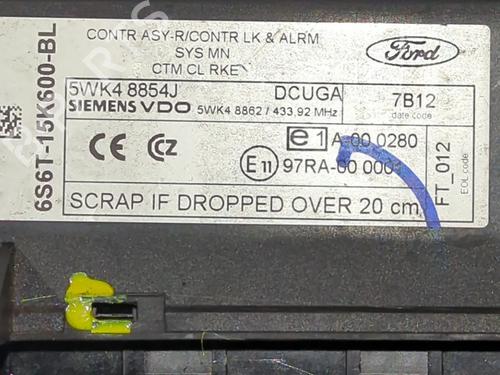 CONTR ASY-R/CONTR LK & ALRM
SYS MN
CTM CL RKE
Ford
6S6T-15K600-BL
5WK4 8854J
DCUGA
SIEMENS VDO 5WK4 8862 / 433,92 MHz
7B12
date code
CE
e1 A-00 0280
E11 97RA-00
FT_012
EOL code
SCRAP IF DROPPED OVER 20 cm